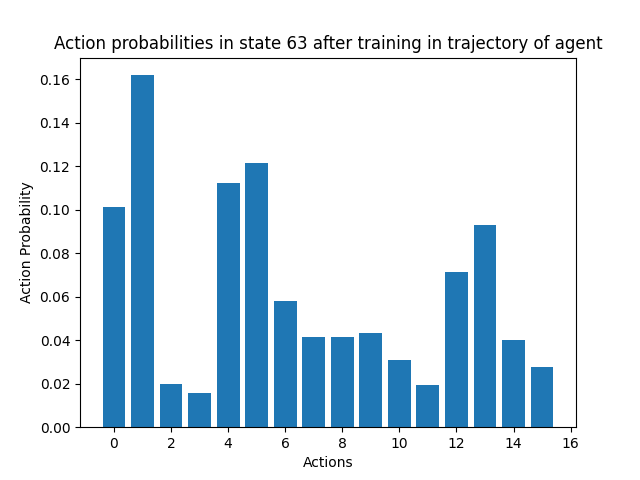 Action probabilities in state 63 after training in trajectory of agent
0.16
0.14
0.12
0.10
0.08
0.06
0.04
0.02
0.00
Action Probability
0 2 4 6 8 10 12 14 16
Actions